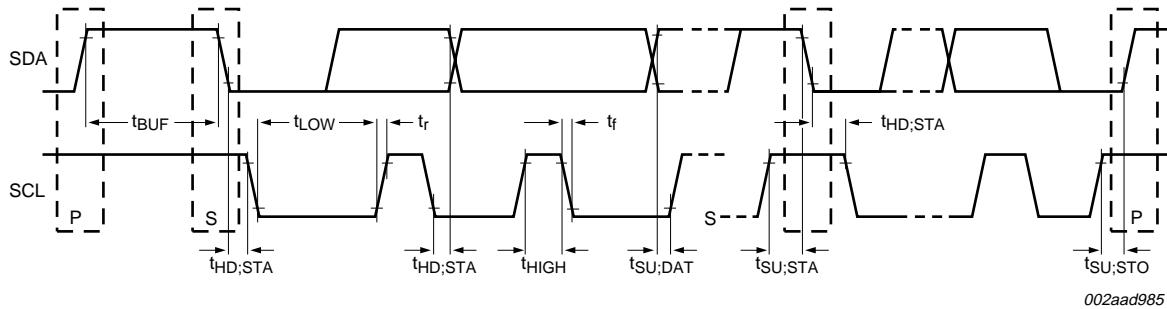 SDA
tBUF
tLOW
tr
tf
tHD;STA
SCL
P
S
S
P
tHD;STA
tHD;STA
tHIGH
tSU;DAT
tSU;STA
tSU;STO
002aad985